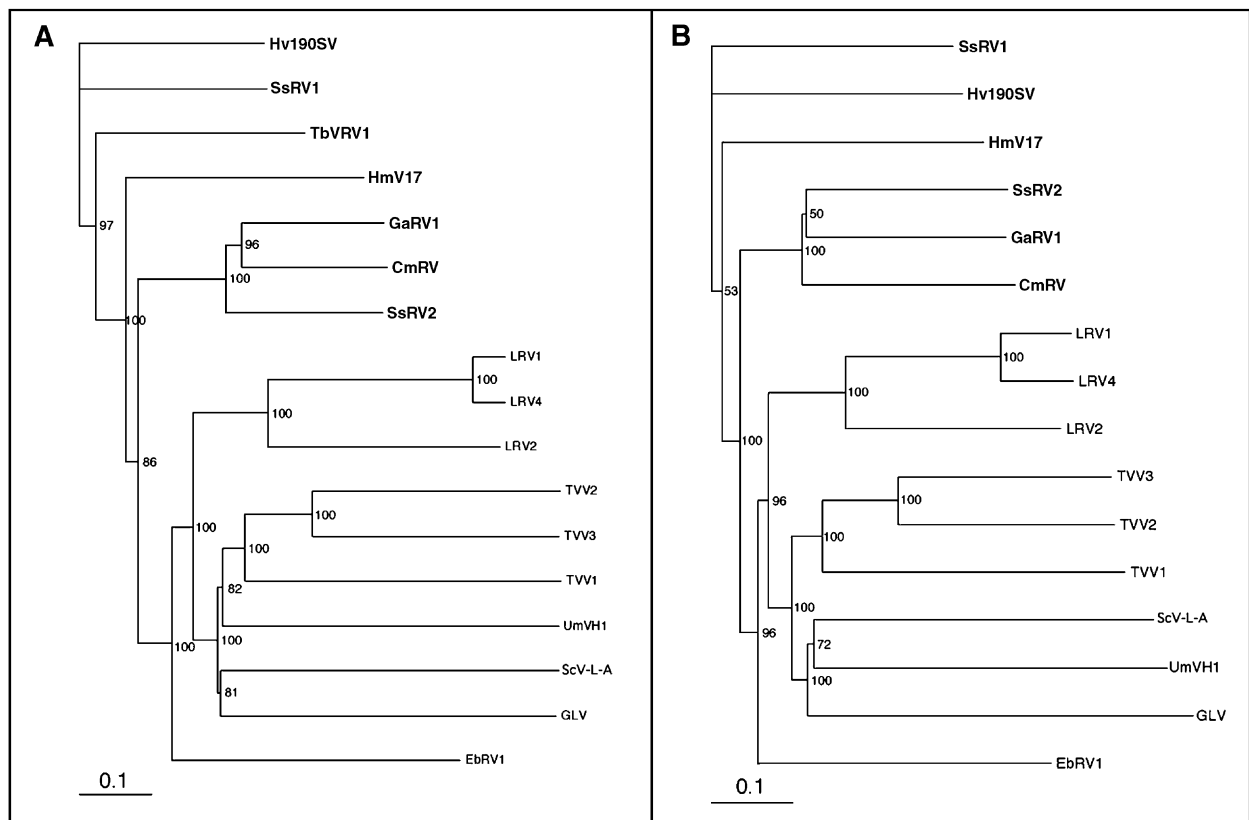 A
Hv190SV
SsRV1
TbVRV1
HmV17
97
GaRV1
96
CmRV
100
SsRV2
100
LRV1
100
LRV4
100
LRV2
86
TVV2
100
TVV3
100
100
TVV1
82
UmVH1
100
100
ScV-L-A
81
GLV
EbRV1
0.1
B
SsRV1
Hv190SV
HmV17
SsRV2
50
GaRV1
100
CmRV
53
LRV1
100
LRV4
100
LRV2
100
TVV3
96
100
TVV2
100
TVV1
100
ScV-L-A
96
72
UmVH1
100
GLV
EbRV1
0.1